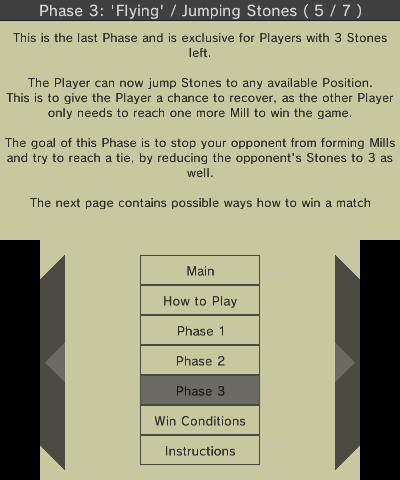 Phase 3: 'Flying' / Jumping Stones ( 5 / 7 )
This is the last Phase and is exclusive for Players with 3 Stones
left.
The Player can now jump Stones to any available Position.
This is to give the Player a chance to recover, as the other Player
only needs to reach one more Mill to win the game.
The goal of this Phase is to stop your opponent from forming Mills
and try to reach a tie, by reducing the opponent's Stones to 3 as
well.
The next page contains possible ways how to win a match
Main
How to Play
Phase 1
Phase 2
Phase 3
Win Conditions
Instructions